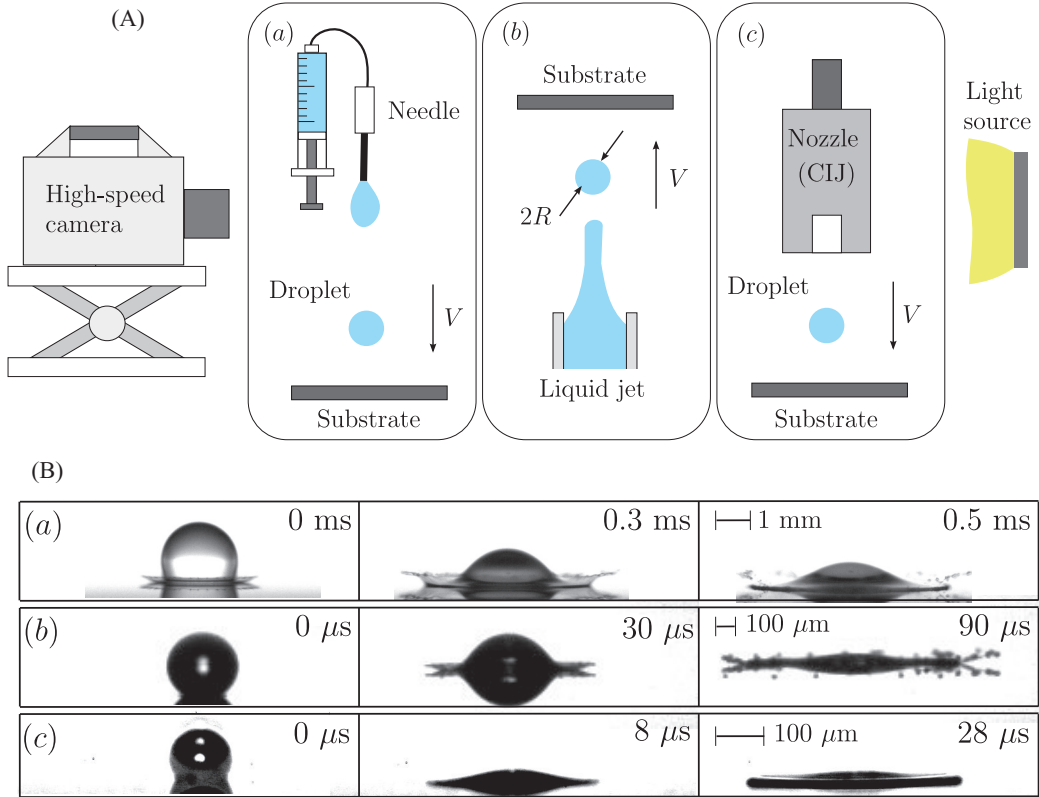 (A)
(a)
Needle
Droplet
V
Substrate
(b)
Substrate
V
2R
Liquid jet
(c)
Nozzle
(CIJ)
Droplet
V
Substrate
High-speed
camera
Light
source
(B)
(a)
0 ms
0.3 ms
1 mm
0.5 ms
(b)
0 μs
30 μs
100 μm
90 μs
(c)
0 μs
8 μs
100 μm
28 μs